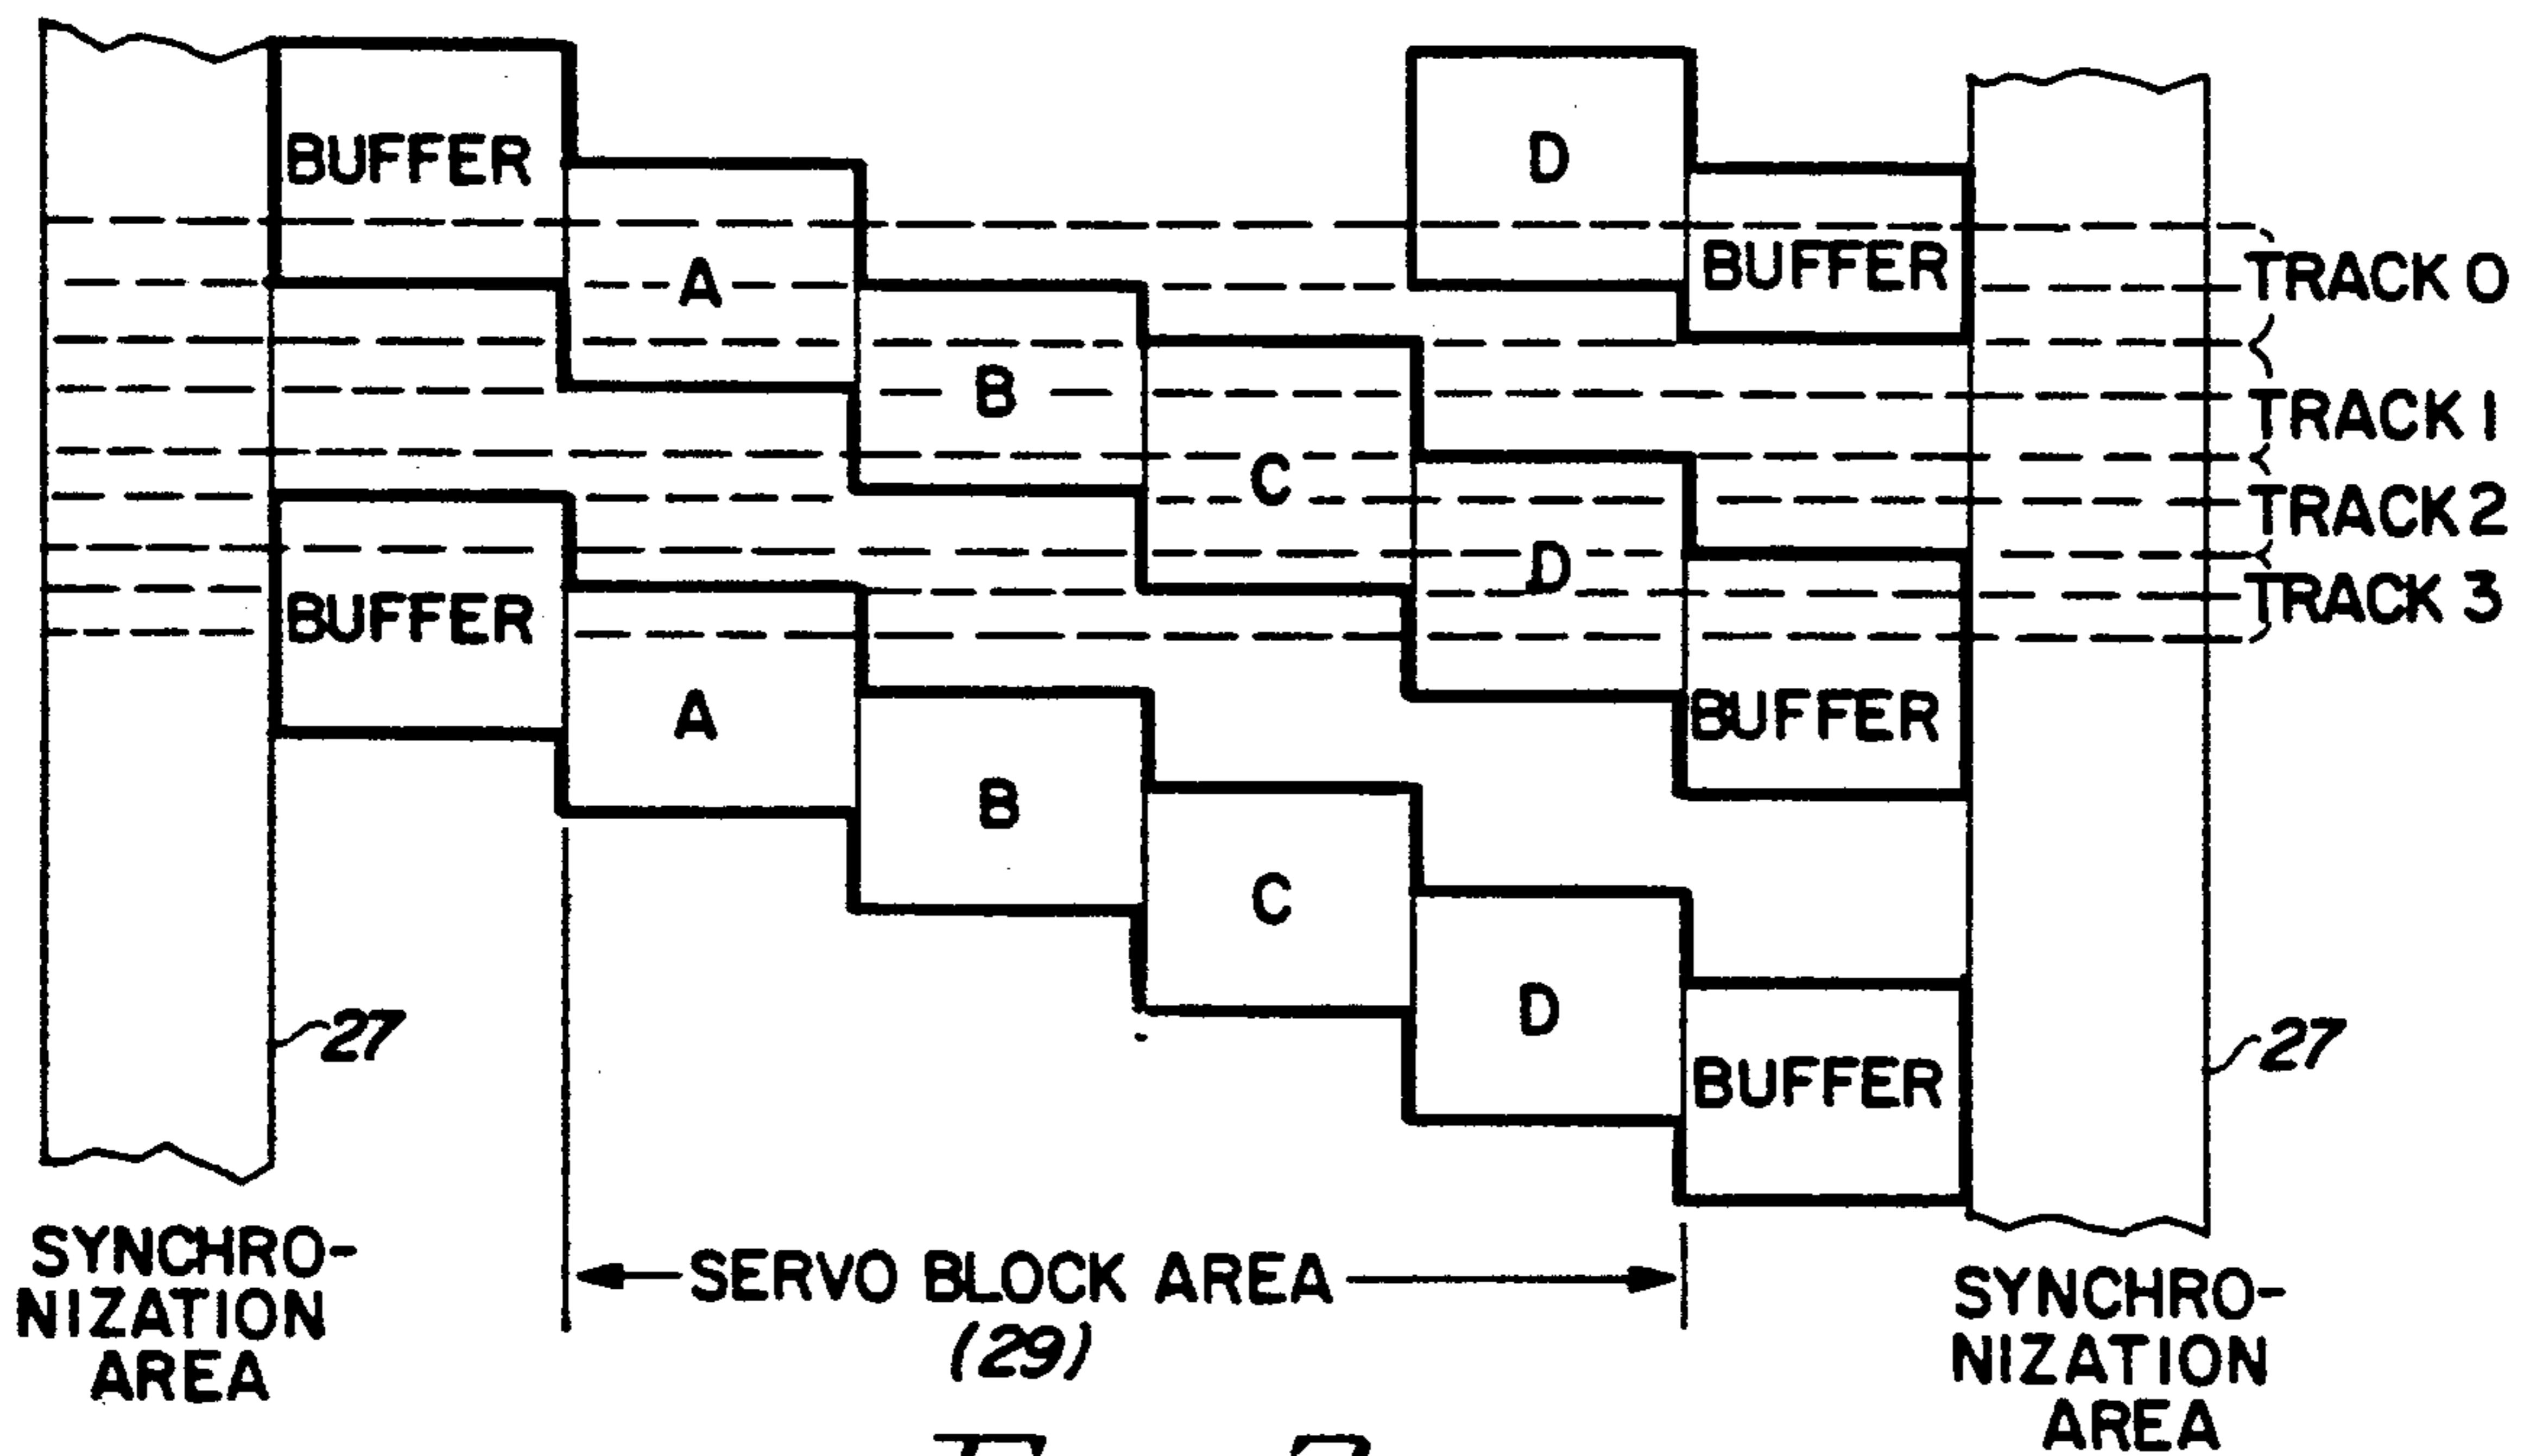 BUFFER
D
BUFFER
A
TRACK 0
B
TRACK 1
C
TRACK 2
D
TRACK 3
BUFFER
A
BUFFER
B
C
D
BUFFER
27
27
SYNCHRO-
NIZATION
AREA
SERVO BLOCK AREA
(29)
SYNCHRO-
NIZATION
AREA